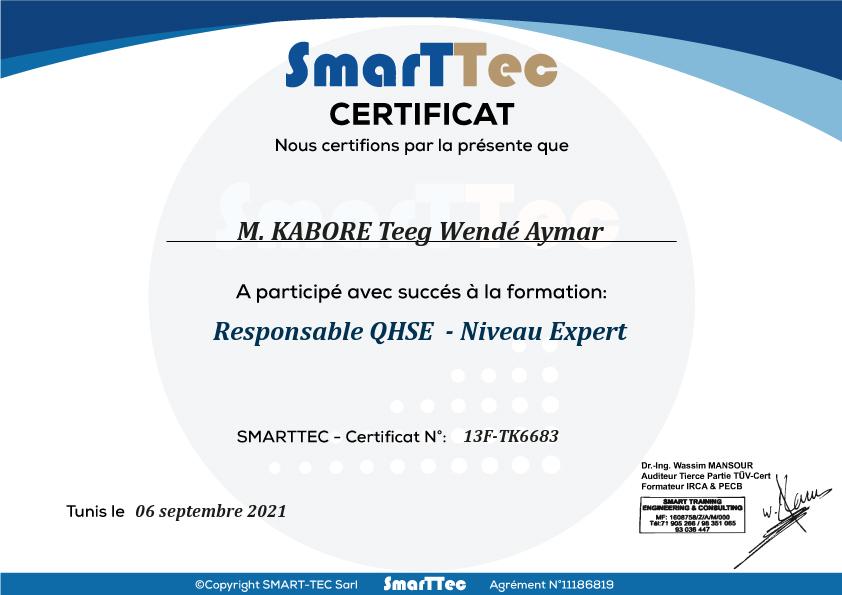 SmarTTec
CERTIFICAT
Nous certifions par la présente que
SmarTTec
M. KABORE Teeg Wendé Aymar
A participé avec succés à la formation:
Responsable QHSE - Niveau Expert
SMARTTEC - Certificat N°: 13F-TK6683
Dr.-Ing. Wassim MANSOUR
Auditeur Tierce Partie TÜV-Cert
Formateur IRCA & PECB
SMART TRAINING
ENGINEERING & CONSULTING
MF: 1608758/Z/A/M/000
Tél:71 905 266 / 98 351 065
93 036 447
Tunis le 06 septembre 2021
©Copyright SMART-TEC Sarl SmarTTec Agrément N°11186819